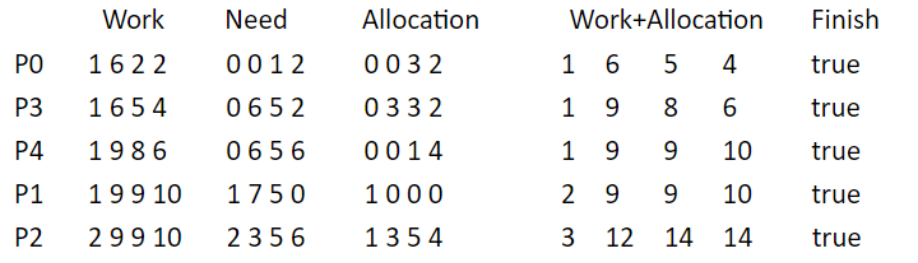 Work Need Allocation Work+Allocation Finish
P0 1 6 2 2 0 0 1 2 0 0 3 2 1 6 5 4 true
P3 1 6 5 4 0 6 5 2 0 3 3 2 1 9 8 6 true
P4 1 9 8 6 0 6 5 6 0 0 1 4 1 9 9 10 true
P1 1 9 9 10 1 7 5 0 1 0 0 0 2 9 9 10 true
P2 2 9 9 10 2 3 5 6 1 3 5 4 3 12 14 14 true